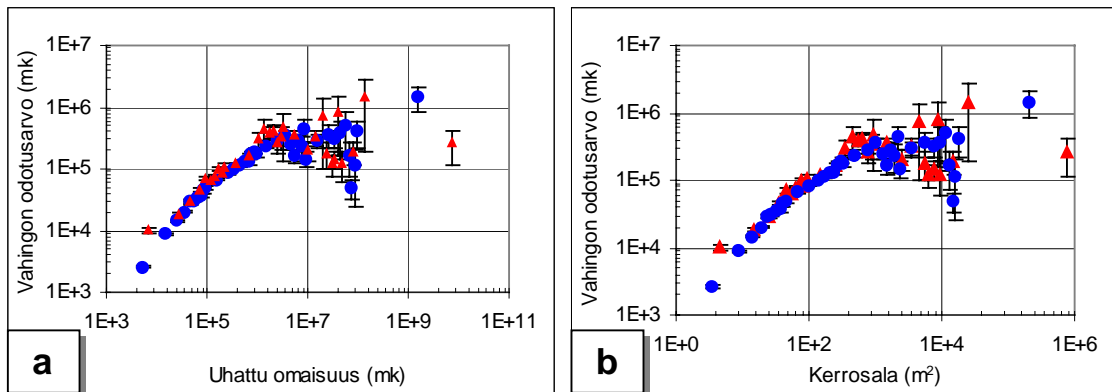 1E+7
1E+6
1E+5
1E+4
1E+3
Vahingon odotusarvo (mk)
1E+3 1E+5 1E+7 1E+9 1E+11
Uhattu omaisuus (mk)
a
1E+7
1E+6
1E+5
1E+4
1E+3
Vahingon odotusarvo (mk)
1E+0 1E+2 1E+4 1E+6
Kerrosala (m²)
b